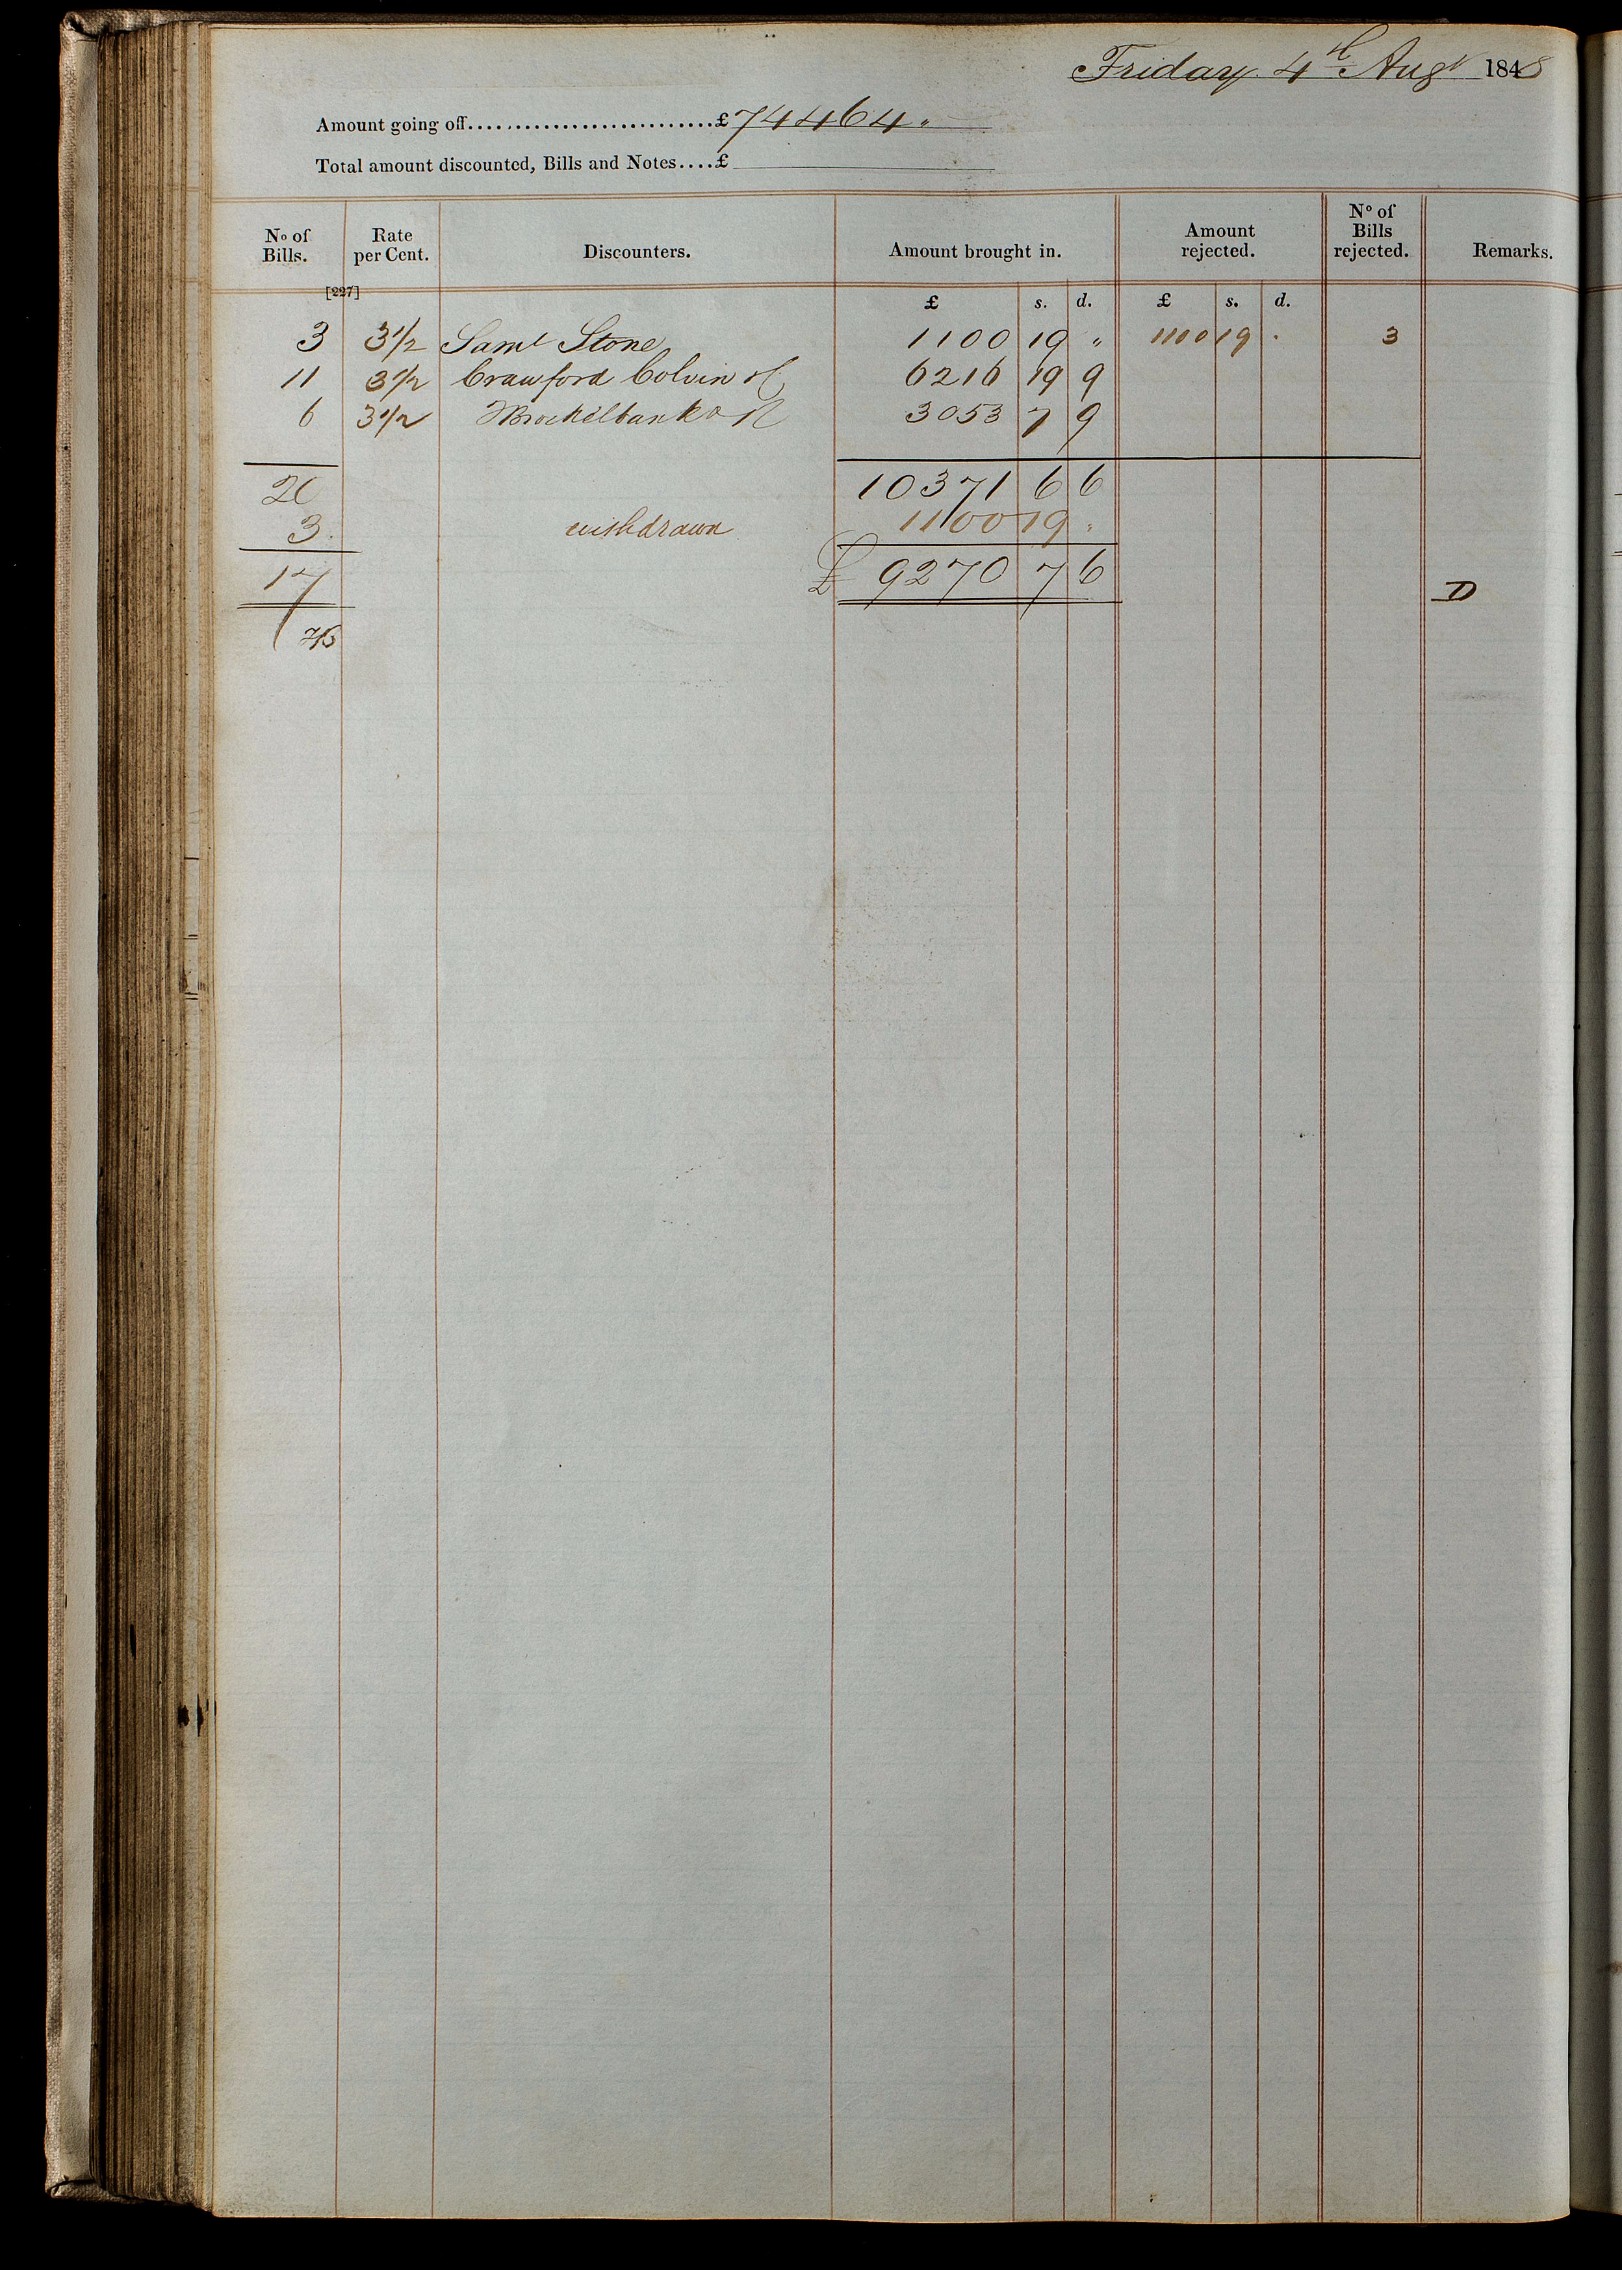 Friday 4th Augt 1848
Amount going off..........................£ 74464 "
Total amount discounted, Bills and Notes....£
No of Bills. Rate per Cent. Discounters. Amount brought in. Amount rejected. No of Bills rejected. Remarks.
[227]
£ s. d. £ s. d.
3 3 1/2 Saml Stone 1100 19 " 1100 19 . 3
11 3 1/2 Crawford Colvin & C 6216 19 9
6 3 1/2 Brockelbank & R 3053 7 9
20 10371 6 6
3. withdrawn 1100 19 "
17 £ 9270 7 6
D